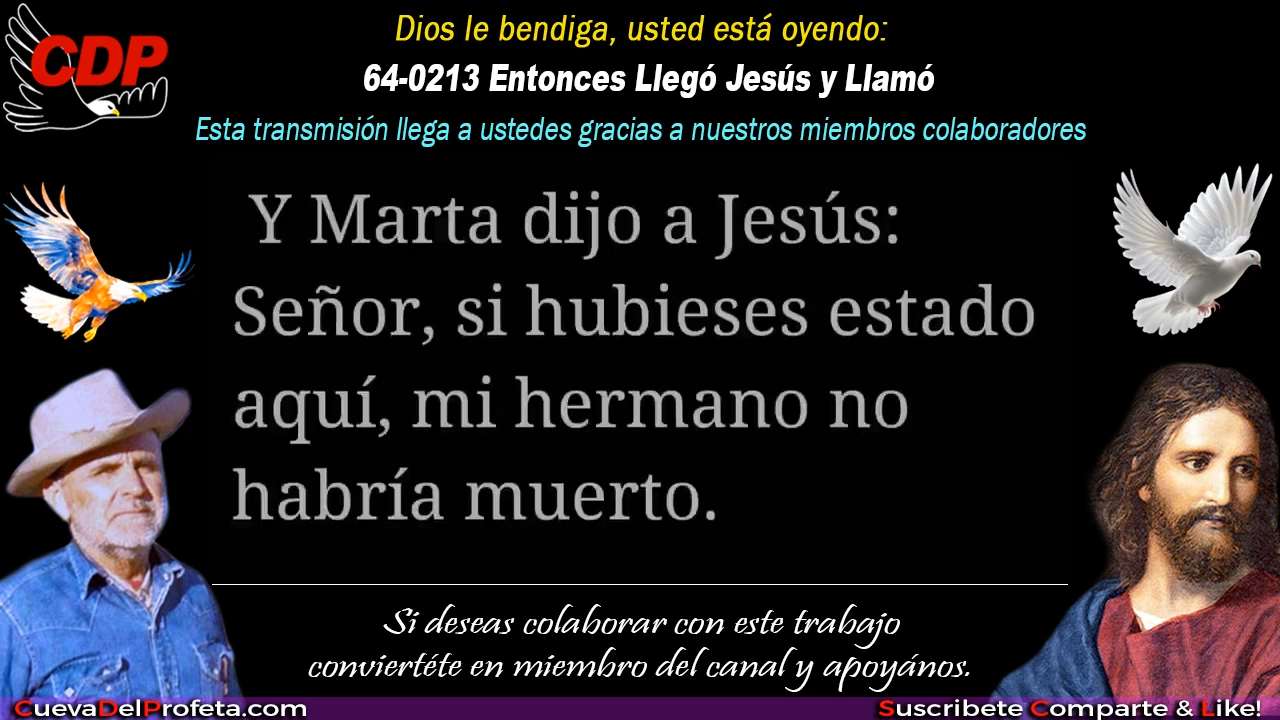 CDP
Dios le bendiga, usted está oyendo:
64-0213 Entonces Llegó Jesús y Llamó
Esta transmisión llega a ustedes gracias a nuestros miembros colaboradores
Y Marta dijo a Jesús:
Señor, si hubieses estado
aquí, mi hermano no
habría muerto.
Si deseas colaborar con este trabajo
conviertéte en miembro del canal y apoyános.
CuevaDelProfeta.com
Suscribete Comparte & Like!